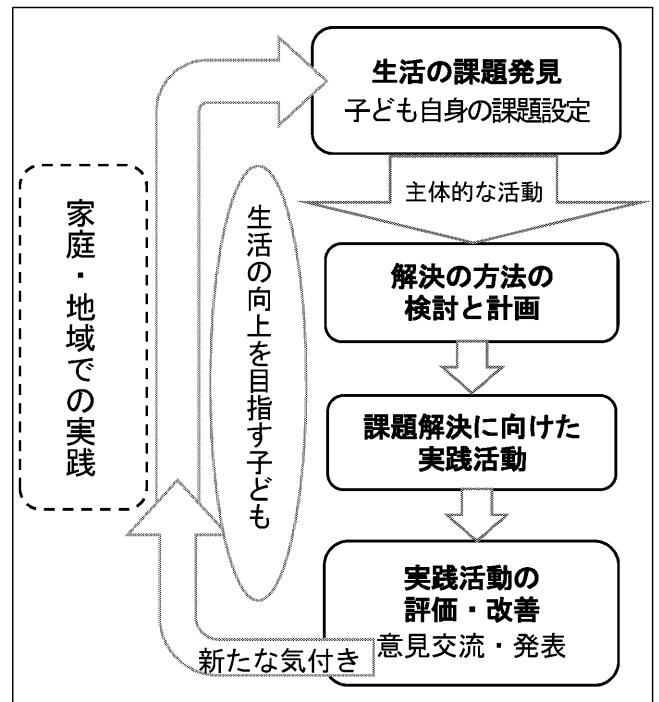 生活の課題発見
子ども自身の課題設定
主体的な活動
解決の方法の
検討と計画
課題解決に向けた
実践活動
実践活動の
評価・改善
意見交流・発表
新たな気付き
生活の向上を目指す子ども
家庭・地域での実践